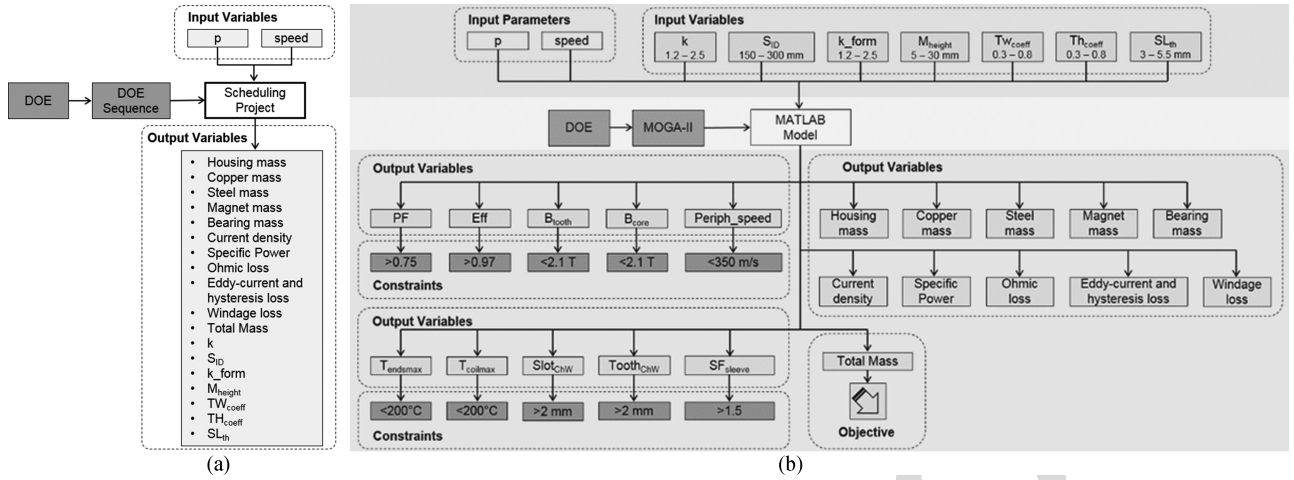 Input Variables
p
speed
DOE
DOE
Sequence
Scheduling
Project
Output Variables
• Housing mass
• Copper mass
• Steel mass
• Magnet mass
• Bearing mass
• Current density
• Specific Power
• Ohmic loss
• Eddy-current and
hysteresis loss
• Windage loss
• Total Mass
• k
• S_ID
• k_form
• M_height
• TW_coeff
• TH_coeff
• SL_th
(a)
Input Parameters
p
speed
Input Variables
k
1.2 – 2.5
S_ID
150 – 300 mm
k_form
1.2 – 2.5
M_height
5 – 30 mm
Tw_coeff
0.3 – 0.8
Th_coeff
0.3 – 0.8
SL_th
3 – 5.5 mm
DOE
MOGA-II
MATLAB
Model
Output Variables
PF
Eff
B_tooth
B_core
Periph_speed
>0.75
>0.97
<2.1 T
<2.1 T
<350 m/s
Constraints
Output Variables
Housing
mass
Copper
mass
Steel
mass
Magnet
mass
Bearing
mass
Current
density
Specific
Power
Ohmic
loss
Eddy-current and
hysteresis loss
Windage
loss
Output Variables
T_endsmax
T_coilmax
Slot_ChW
Tooth_ChW
SF_sleeve
<200°C
<200°C
>2 mm
>2 mm
>1.5
Constraints
Total Mass
Objective
(b)